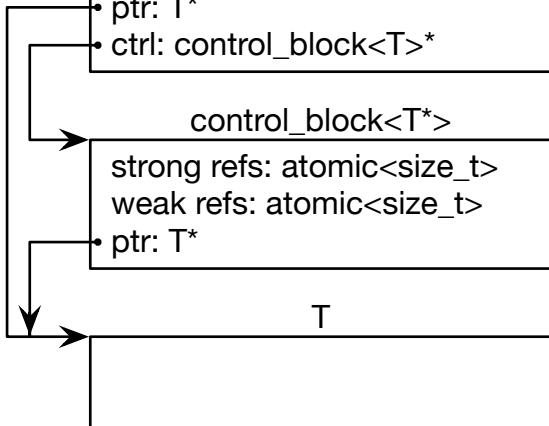 ptr: T*
ctrl: control_block<T>*
control_block<T*>
strong refs: atomic<size_t>
weak refs: atomic<size_t>
ptr: T*
T